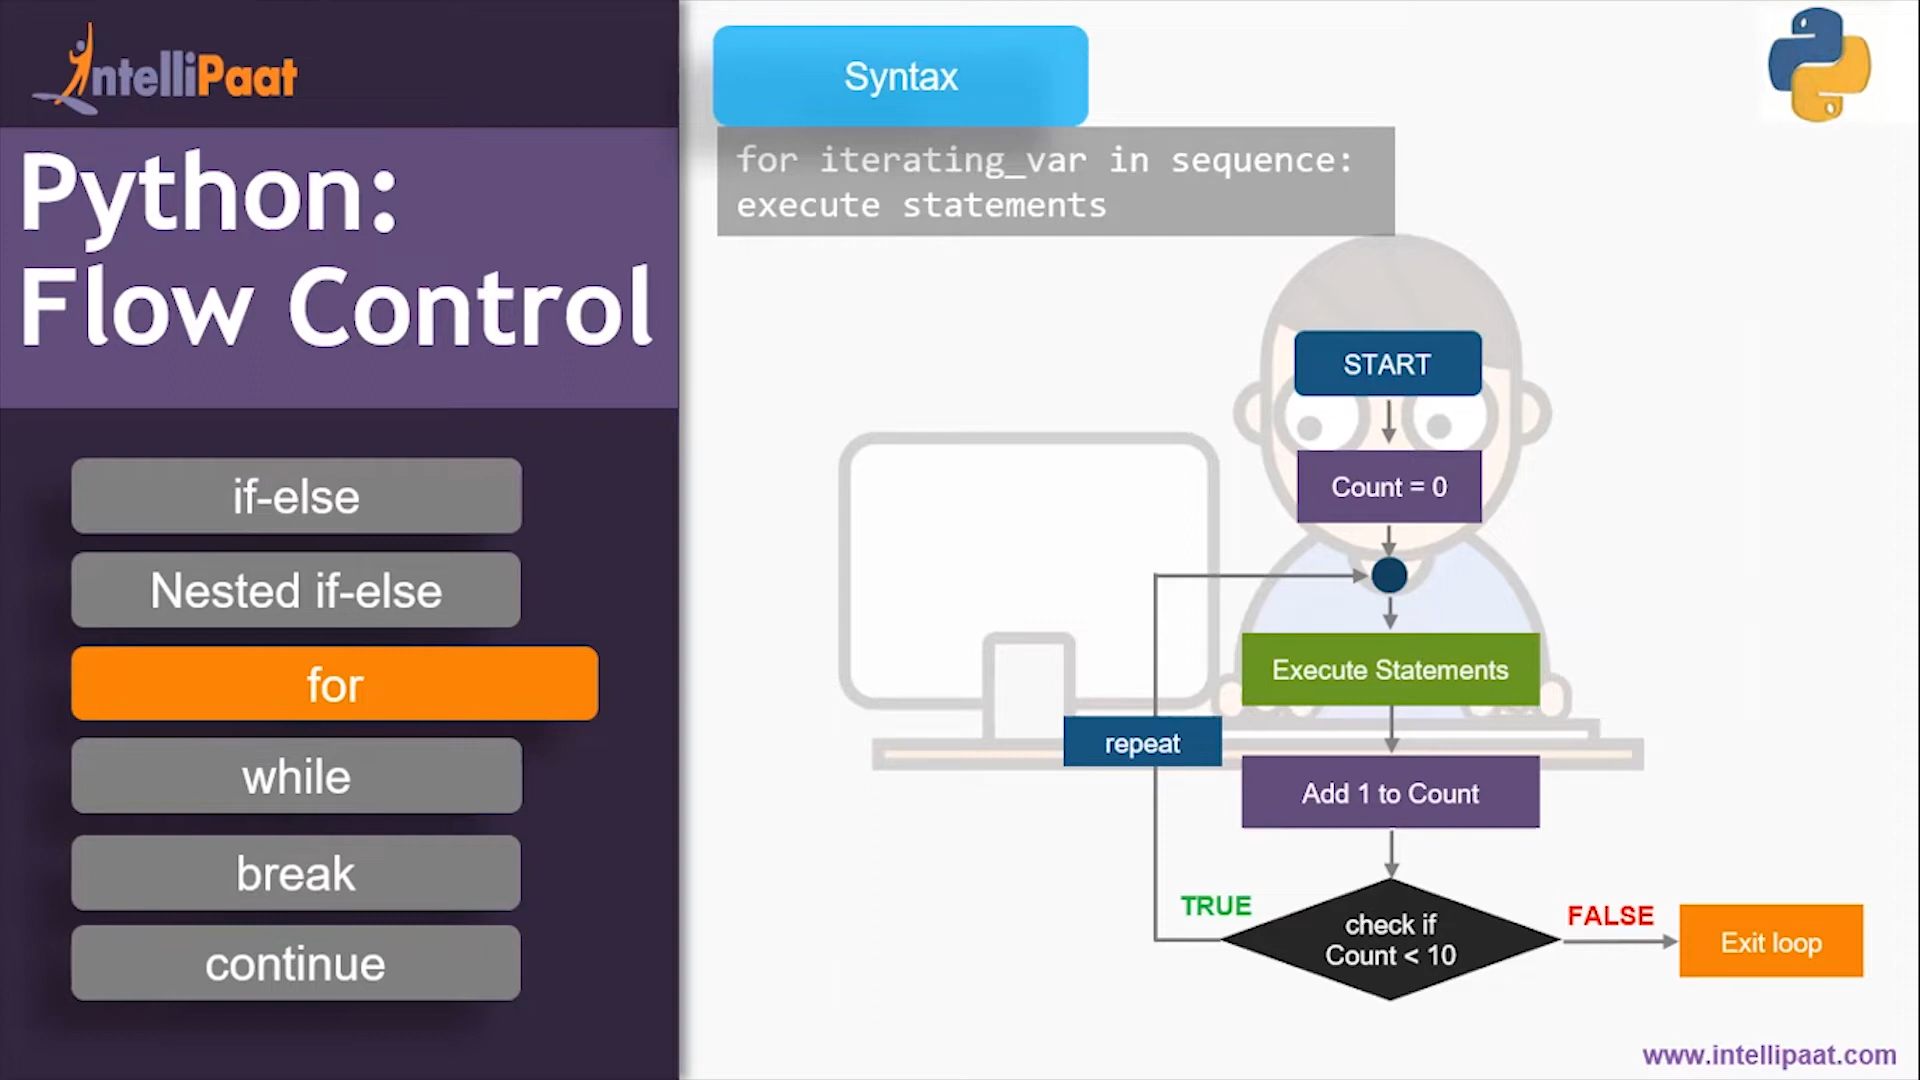 IntelliPaat
Python:
Flow Control
if-else
Nested if-else
for
while
break
continue
Syntax
for iterating_var in sequence:
execute statements
START
Count = 0
Execute Statements
repeat
Add 1 to Count
TRUE
check if
Count < 10
FALSE
Exit loop
www.intellipaat.com